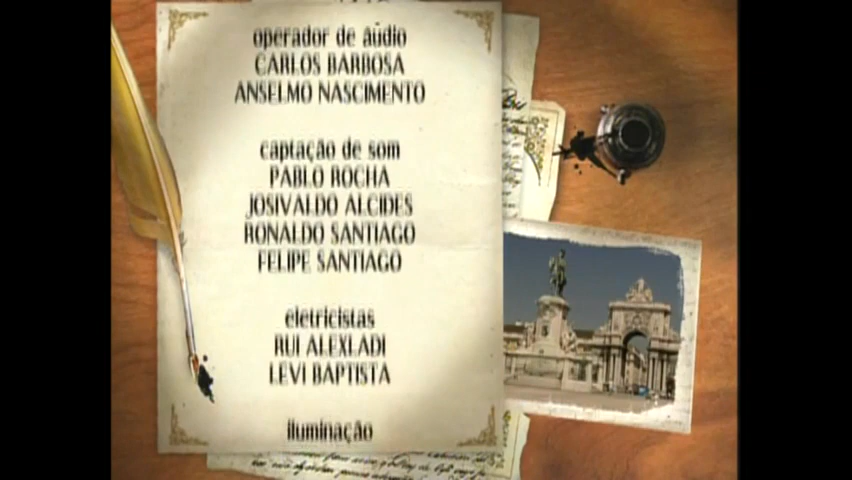 operador de áudio
CARLOS BARBOSA
ANSELMO NASCIMENTO
captação de som
PABLO ROCHA
JOSIVALDO ALCIDES
RONALDO SANTIAGO
FELIPE SANTIAGO
eletricistas
RUI ALEXLADI
LEVI BAPTISTA
iluminação